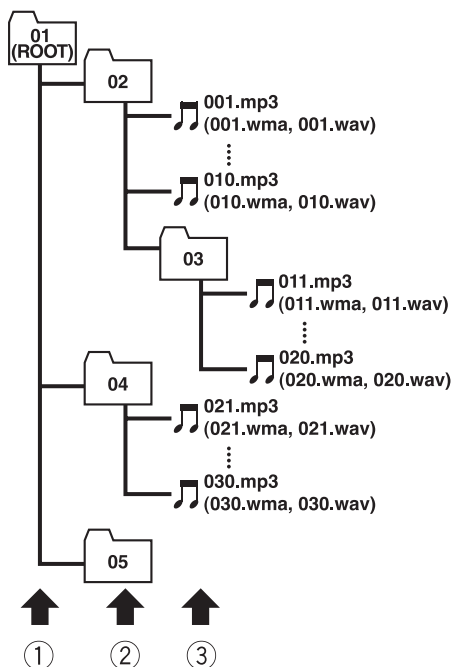 01
(ROOT)
02
001.mp3
(001.wma, 001.wav)
010.mp3
(010.wma, 010.wav)
03
011.mp3
(011.wma, 011.wav)
020.mp3
(020.wma, 020.wav)
04
021.mp3
(021.wma, 021.wav)
030.mp3
(030.wma, 030.wav)
05
① ② ③